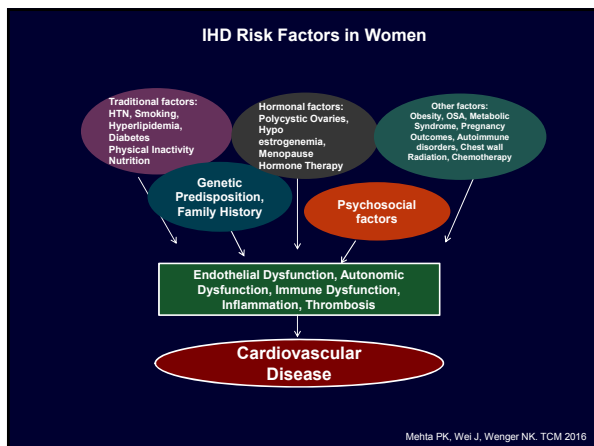 IHD Risk Factors in Women
Traditional factors:
HTN, Smoking,
Hyperlipidemia,
Diabetes
Physical Inactivity
Nutrition
Hormonal factors:
Polycystic Ovaries,
Hypo
estrogenemia,
Menopause
Hormone Therapy
Other factors:
Obesity, OSA, Metabolic
Syndrome, Pregnancy
Outcomes, Autoimmune
disorders, Chest wall
Radiation, Chemotherapy
Genetic
Predisposition,
Family History
Psychosocial
factors
Endothelial Dysfunction, Autonomic
Dysfunction, Immune Dysfunction,
Inflammation, Thrombosis
Cardiovascular
Disease
Mehta PK, Wei J, Wenger NK. TCM 2016